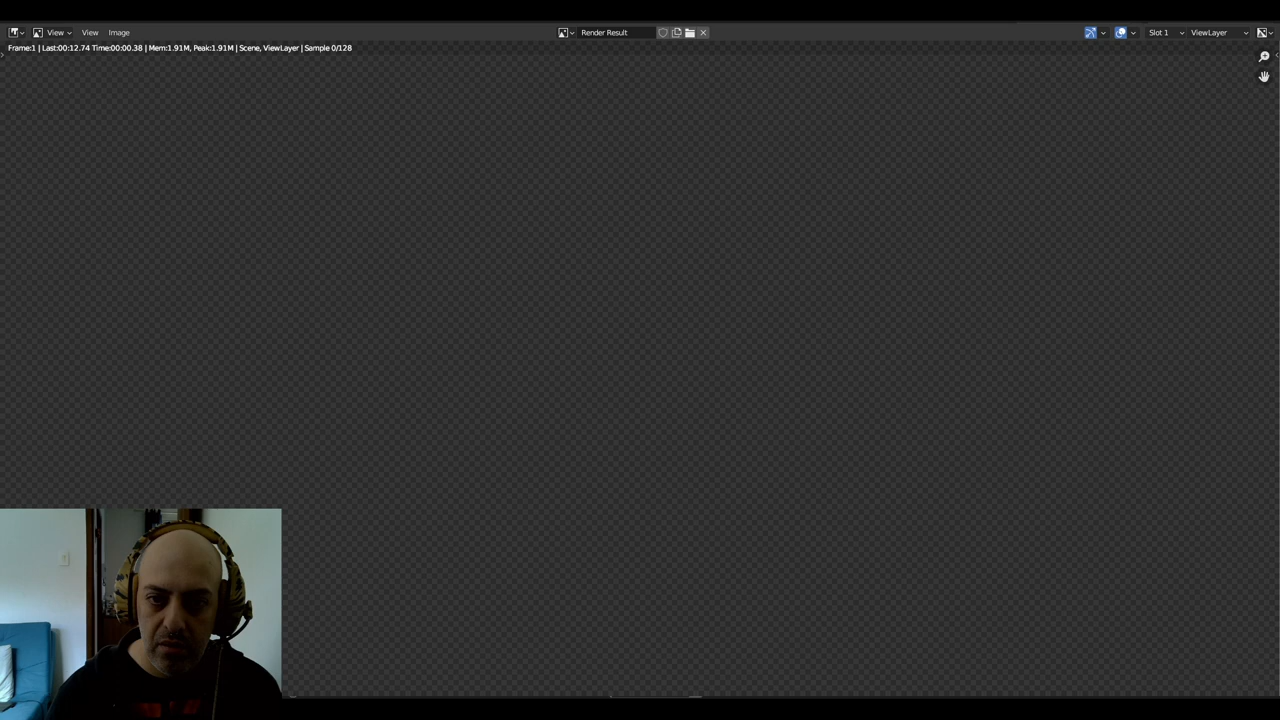 View View Image Render Result Slot 1 ViewLayer
Frame:1 | Last:00:12.74 Time:00:00.38 | Mem:1.91M, Peak:1.91M | Scene, ViewLayer | Sample 0/128